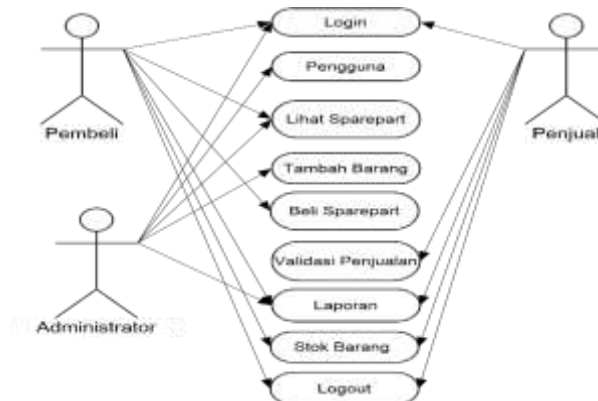 Login
Pengguna
Lihat Sparepart
Tambah Barang
Beli Sparepart
Validasi Penjualan
Laporan
Stok Barang
Logout
Pembeli
Administrator
Penjual